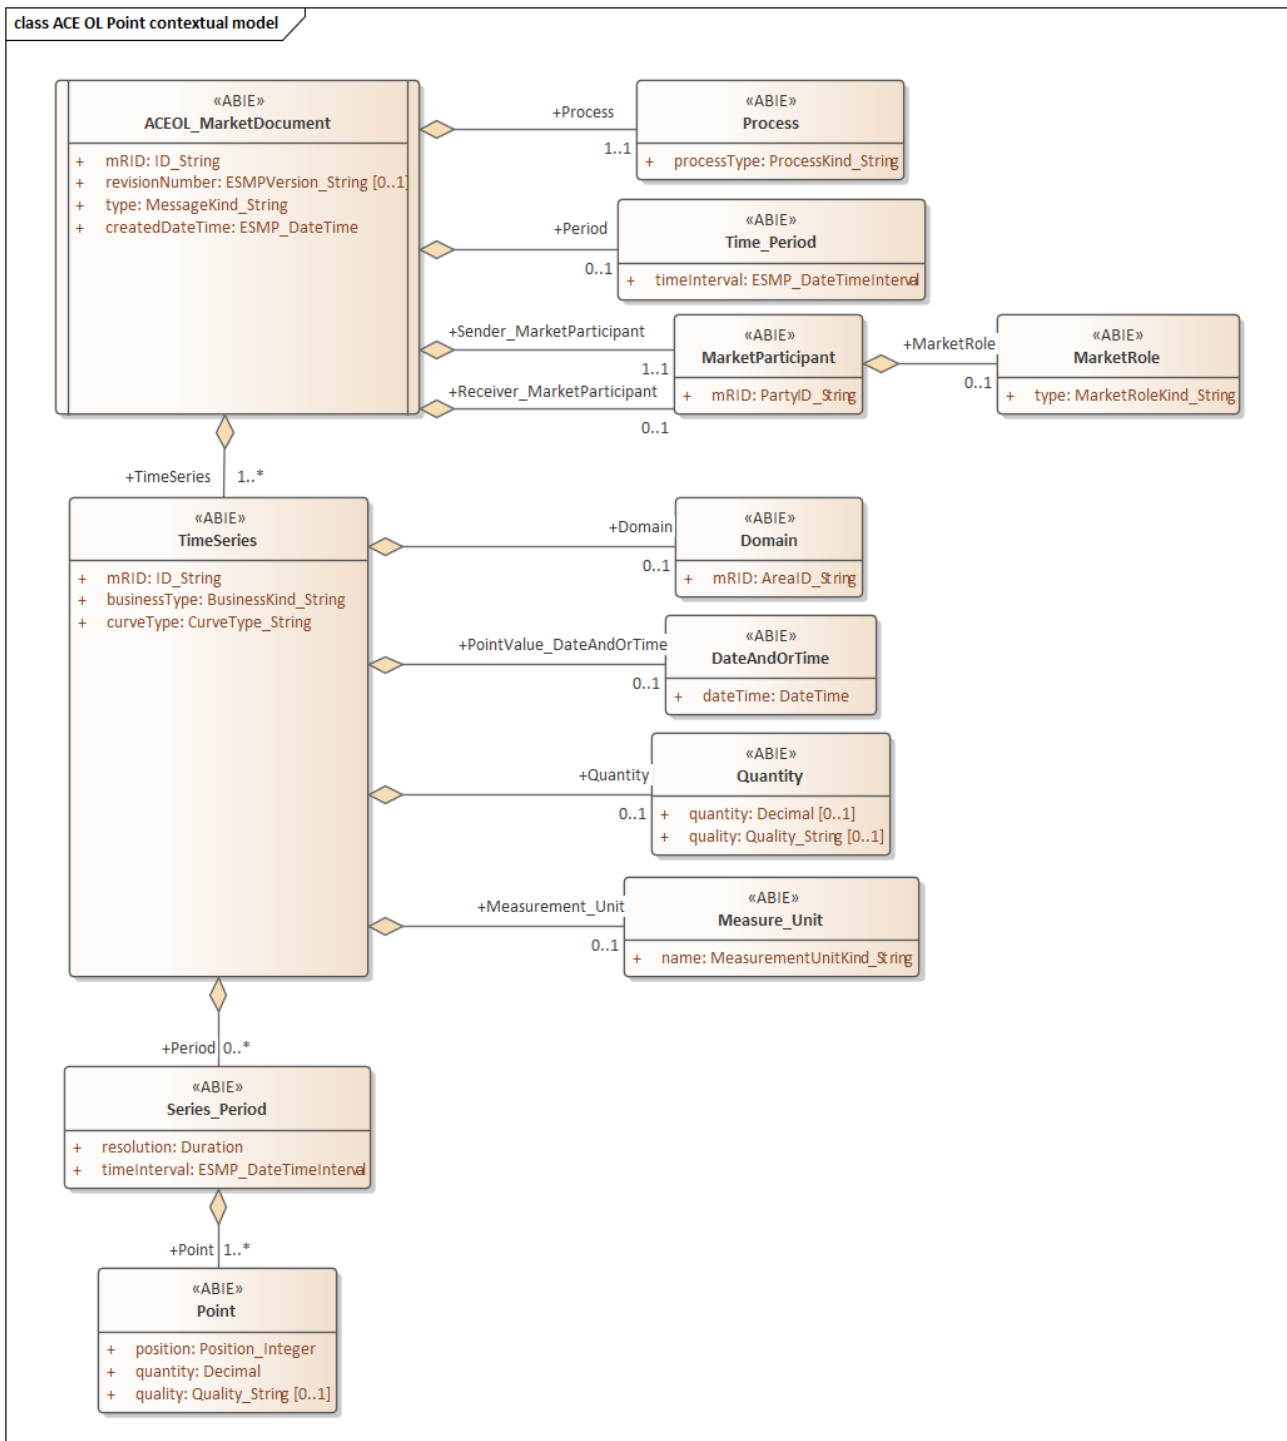 class ACE OL Point contextual model
«ABIE»
ACEOL_MarketDocument
+ mRID: ID_String
+ revisionNumber: ESMPVersion_String [0..1]
+ type: MessageKind_String
+ createdDateTime: ESMP_DateTime
+Process
1..1
«ABIE»
Process
+ processType: ProcessKind_String
+Period
0..1
«ABIE»
Time_Period
+ timeInterval: ESMP_DateTimeInterval
+Sender_MarketParticipant
1..1
+Receiver_MarketParticipant
0..1
«ABIE»
MarketParticipant
+ mRID: PartyID_String
+MarketRole
0..1
«ABIE»
MarketRole
+ type: MarketRoleKind_String
+TimeSeries 1..*
«ABIE»
TimeSeries
+ mRID: ID_String
+ businessType: BusinessKind_String
+ curveType: CurveType_String
+Domain
0..1
«ABIE»
Domain
+ mRID: AreaID_String
+PointValue_DateAndOrTime
0..1
«ABIE»
DateAndOrTime
+ dateTime: DateTime
+Quantity
0..1
«ABIE»
Quantity
+ quantity: Decimal [0..1]
+ quality: Quality_String [0..1]
+Measurement_Unit
0..1
«ABIE»
Measure_Unit
+ name: MeasurementUnitKind_String
+Period 0..*
«ABIE»
Series_Period
+ resolution: Duration
+ timeInterval: ESMP_DateTimeInterval
+Point 1..*
«ABIE»
Point
+ position: Position_Integer
+ quantity: Decimal
+ quality: Quality_String [0..1]